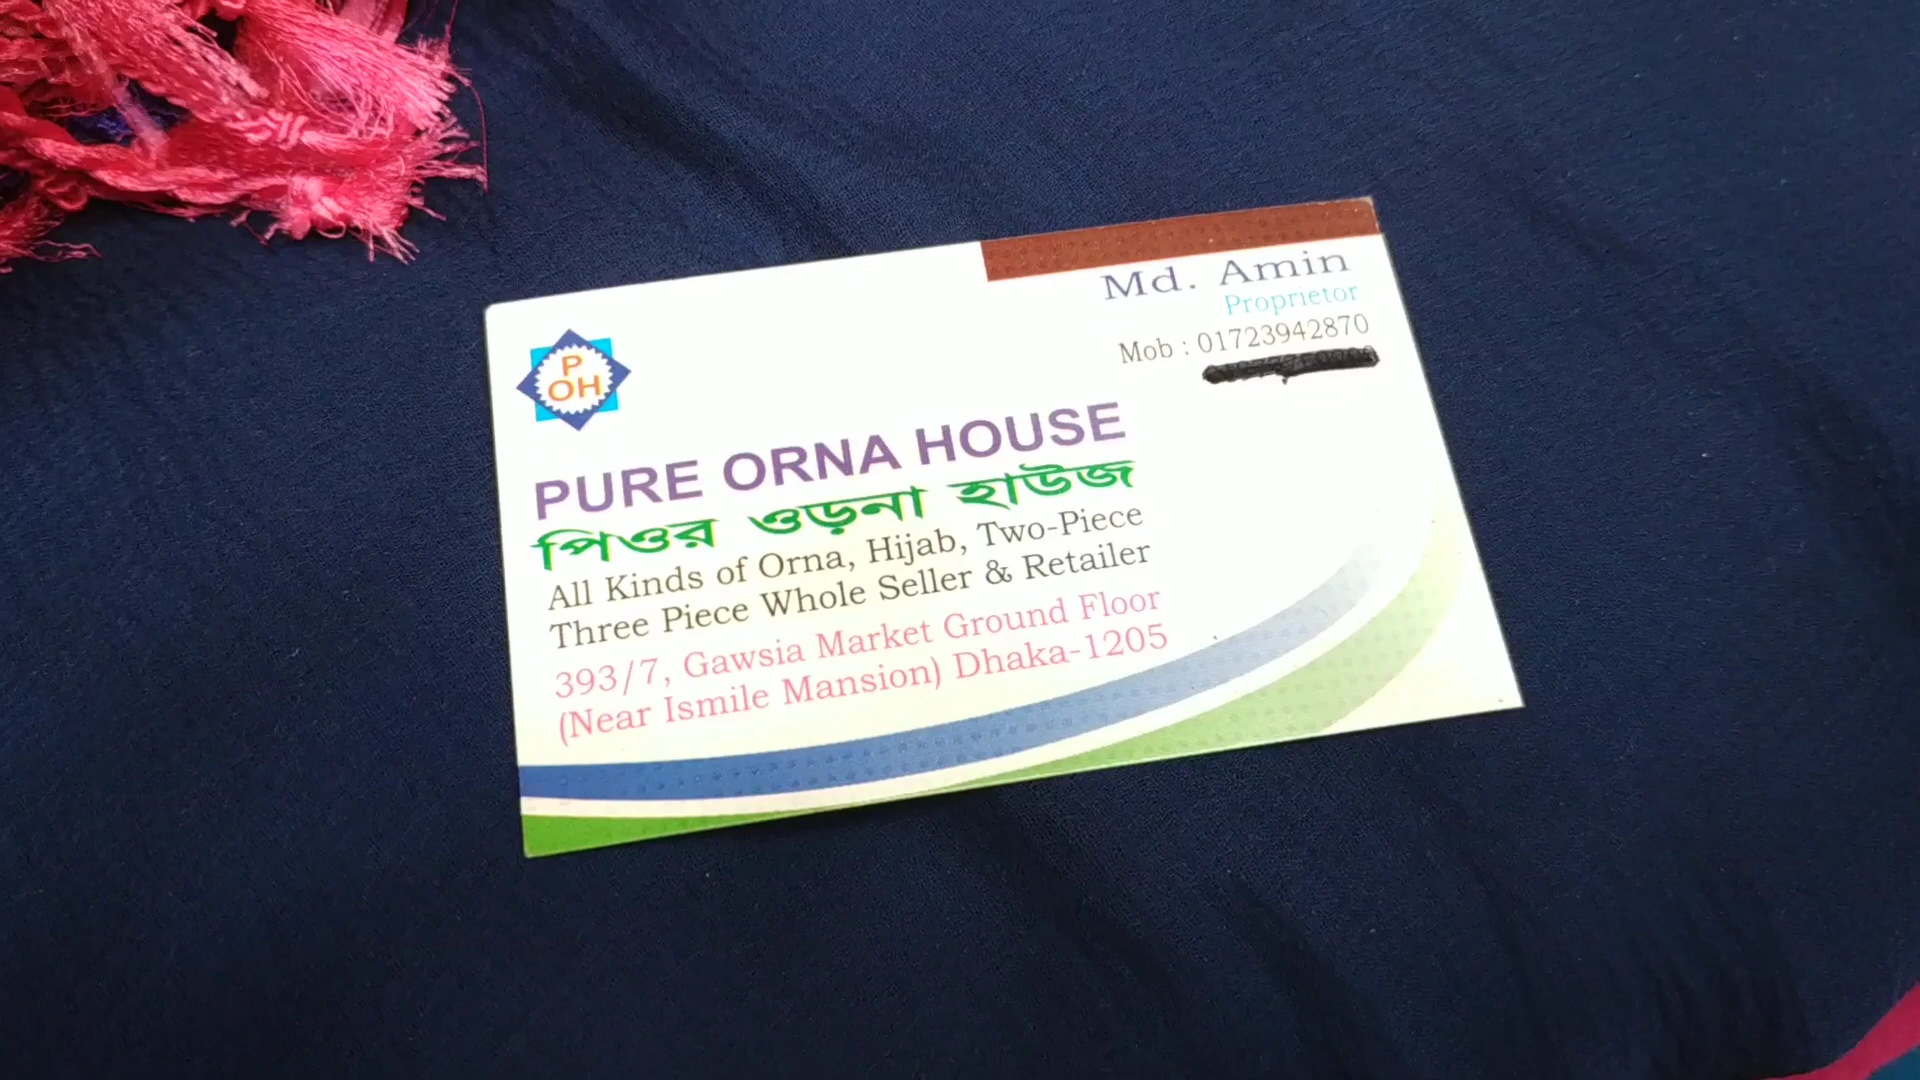 P
OH
Md. Amin
Proprietor
Mob : 01723942870
PURE ORNA HOUSE
পিওর ওড়না হাউজ
All Kinds of Orna, Hijab, Two-Piece
Three Piece Whole Seller & Retailer
393/7, Gawsia Market Ground Floor
(Near Ismile Mansion) Dhaka-1205